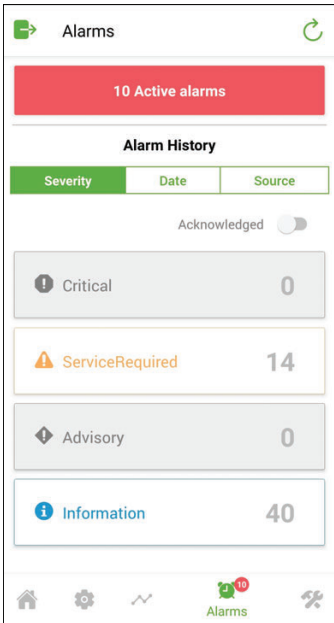 Alarms
10 Active alarms
Alarm History
Severity Date Source
Acknowledged
Critical 0
ServiceRequired 14
Advisory 0
Information 40
10
Alarms